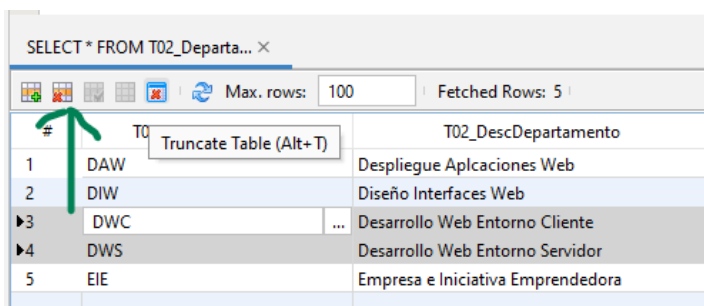 SELECT * FROM T02_Departa... ×
Max. rows: 100 Fetched Rows: 5
# T0 T02_DescDepartamento
Truncate Table (Alt+T)
1 DAW Despliegue Aplcaciones Web
2 DIW Diseño Interfaces Web
3 DWC ... Desarrollo Web Entorno Cliente
4 DWS Desarrollo Web Entorno Servidor
5 EIE Empresa e Iniciativa Emprendedora